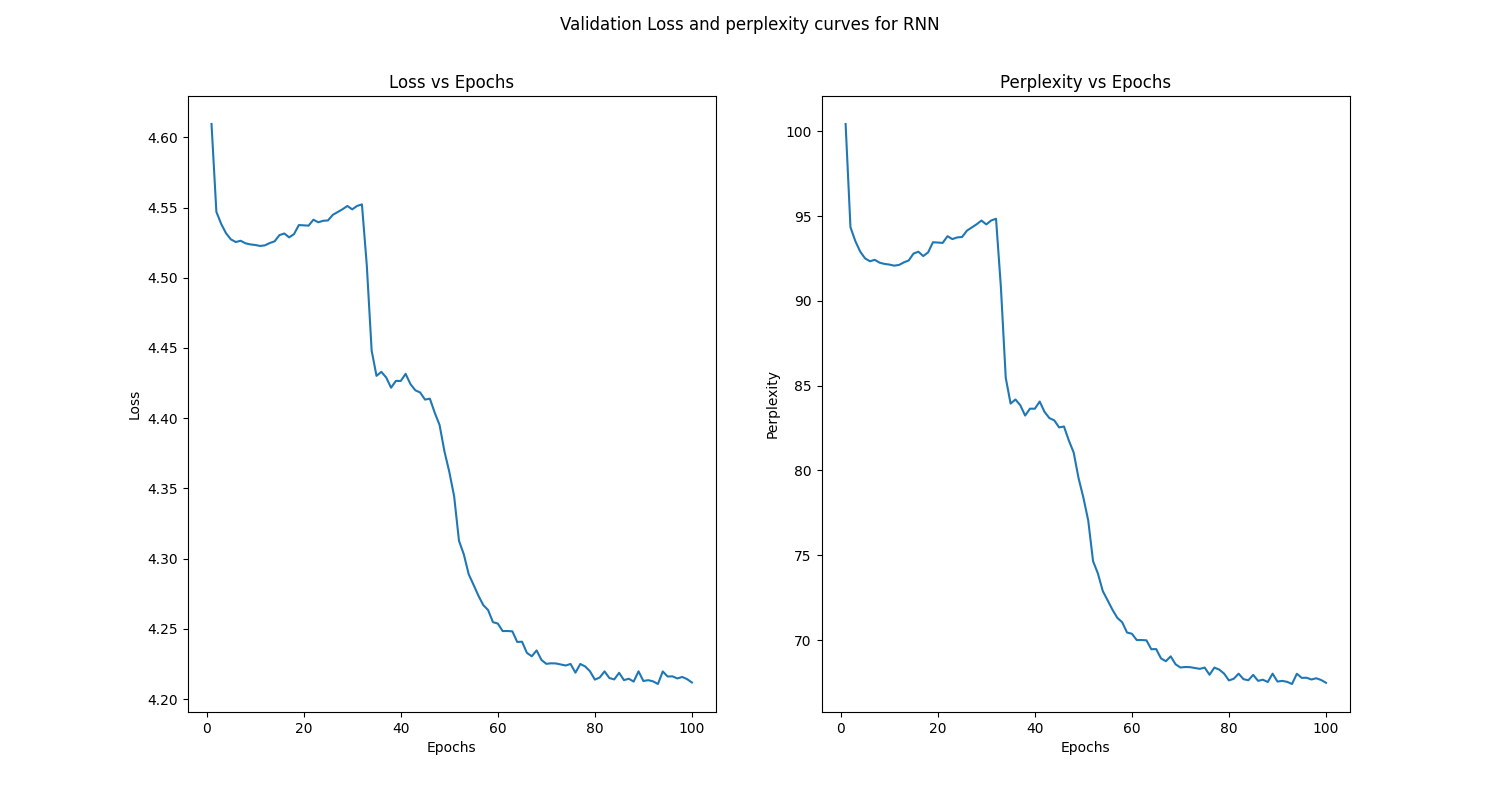 Validation Loss and perplexity curves for RNN
Loss vs Epochs
4.60
4.55
4.50
4.45
4.40
4.35
4.30
4.25
4.20
Loss
0 20 40 60 80 100
Epochs
Perplexity vs Epochs
100
95
90
85
80
75
70
Perplexity
0 20 40 60 80 100
Epochs